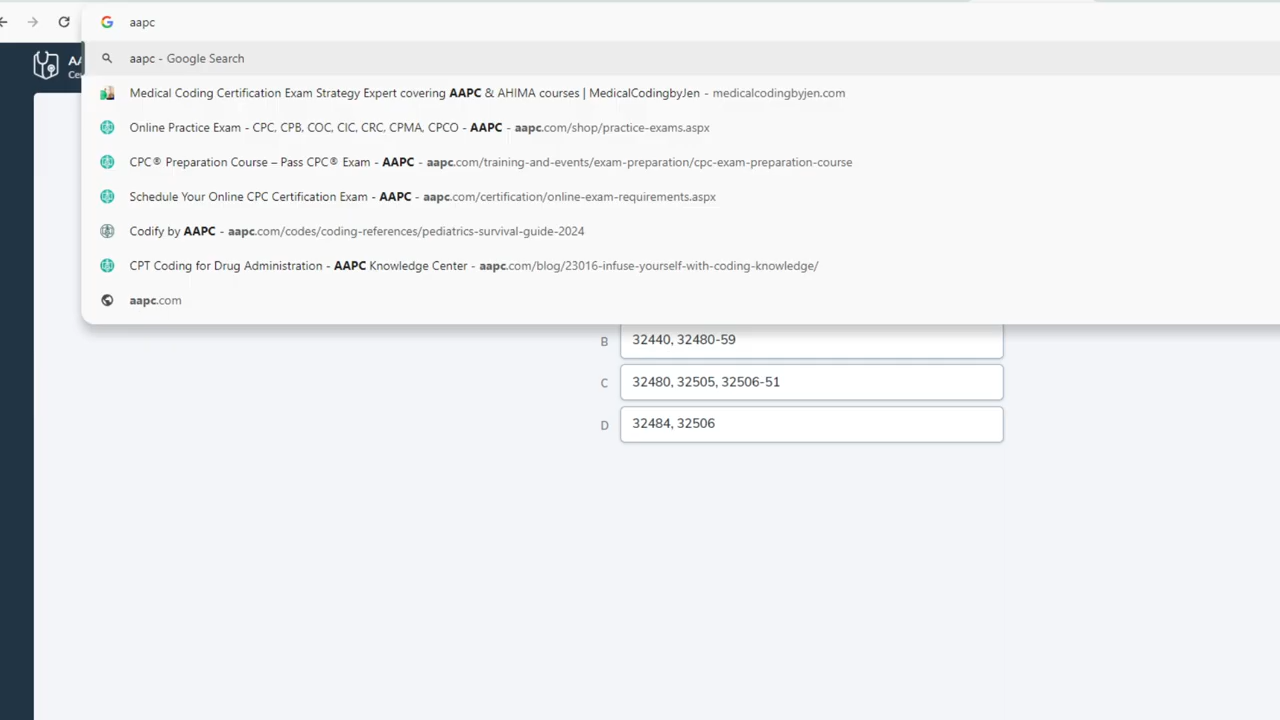 aapc
aapc - Google Search
AA
Ce
Medical Coding Certification Exam Strategy Expert covering AAPC & AHIMA courses | MedicalCodingbyJen - medicalcodingbyjen.com
Online Practice Exam - CPC, CPB, COC, CIC, CRC, CPMA, CPCO - AAPC - aapc.com/shop/practice-exams.aspx
CPC® Preparation Course – Pass CPC® Exam - AAPC - aapc.com/training-and-events/exam-preparation/cpc-exam-preparation-course
Schedule Your Online CPC Certification Exam - AAPC - aapc.com/certification/online-exam-requirements.aspx
Codify by AAPC - aapc.com/codes/coding-references/pediatrics-survival-guide-2024
CPT Coding for Drug Administration - AAPC Knowledge Center - aapc.com/blog/23016-infuse-yourself-with-coding-knowledge/
aapc.com
B 32440, 32480-59
C 32480, 32505, 32506-51
D 32484, 32506